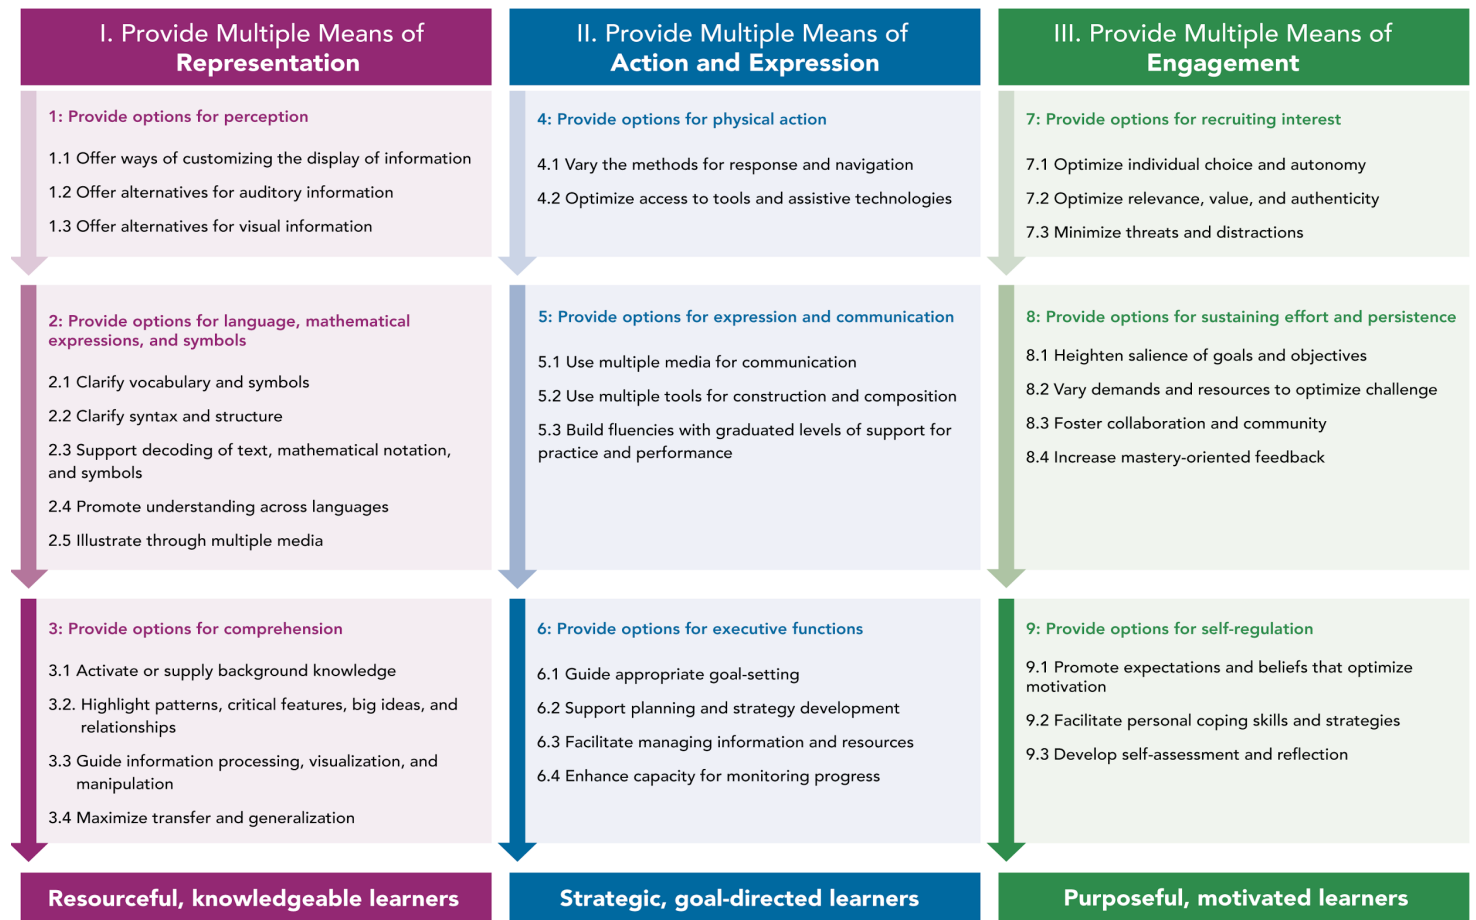 I. Provide Multiple Means of
Representation
1: Provide options for perception
1.1 Offer ways of customizing the display of information
1.2 Offer alternatives for auditory information
1.3 Offer alternatives for visual information
2: Provide options for language, mathematical
expressions, and symbols
2.1 Clarify vocabulary and symbols
2.2 Clarify syntax and structure
2.3 Support decoding of text, mathematical notation,
and symbols
2.4 Promote understanding across languages
2.5 Illustrate through multiple media
3: Provide options for comprehension
3.1 Activate or supply background knowledge
3.2. Highlight patterns, critical features, big ideas, and
relationships
3.3 Guide information processing, visualization, and
manipulation
3.4 Maximize transfer and generalization
Resourceful, knowledgeable learners
II. Provide Multiple Means of
Action and Expression
4: Provide options for physical action
4.1 Vary the methods for response and navigation
4.2 Optimize access to tools and assistive technologies
5: Provide options for expression and communication
5.1 Use multiple media for communication
5.2 Use multiple tools for construction and composition
5.3 Build fluencies with graduated levels of support for
practice and performance
6: Provide options for executive functions
6.1 Guide appropriate goal-setting
6.2 Support planning and strategy development
6.3 Facilitate managing information and resources
6.4 Enhance capacity for monitoring progress
Strategic, goal-directed learners
III. Provide Multiple Means of
Engagement
7: Provide options for recruiting interest
7.1 Optimize individual choice and autonomy
7.2 Optimize relevance, value, and authenticity
7.3 Minimize threats and distractions
8: Provide options for sustaining effort and persistence
8.1 Heighten salience of goals and objectives
8.2 Vary demands and resources to optimize challenge
8.3 Foster collaboration and community
8.4 Increase mastery-oriented feedback
9: Provide options for self-regulation
9.1 Promote expectations and beliefs that optimize
motivation
9.2 Facilitate personal coping skills and strategies
9.3 Develop self-assessment and reflection
Purposeful, motivated learners